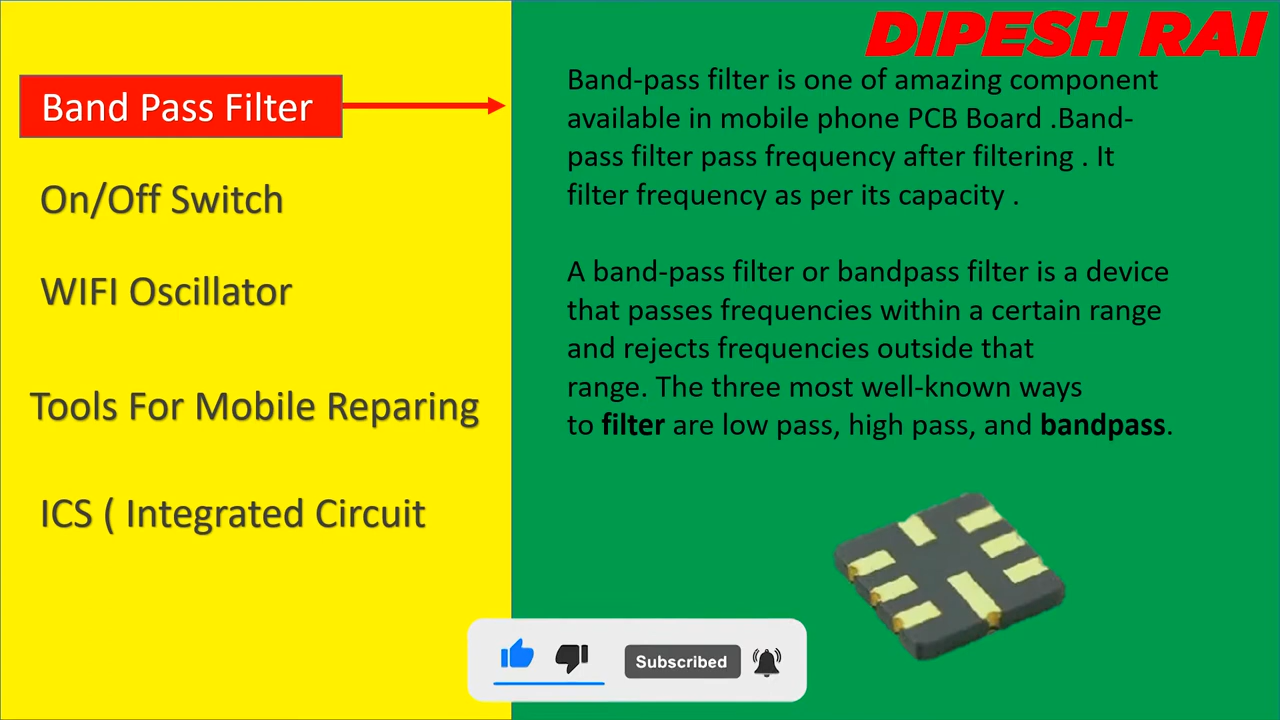 DIPESH RAI
Band Pass Filter
On/Off Switch
WIFI Oscillator
Tools For Mobile Reparing
ICS ( Integrated Circuit
Band-pass filter is one of amazing component
available in mobile phone PCB Board .Band-
pass filter pass frequency after filtering . It
filter frequency as per its capacity .
A band-pass filter or bandpass filter is a device
that passes frequencies within a certain range
and rejects frequencies outside that
range. The three most well-known ways
to filter are low pass, high pass, and bandpass.
Subscribed